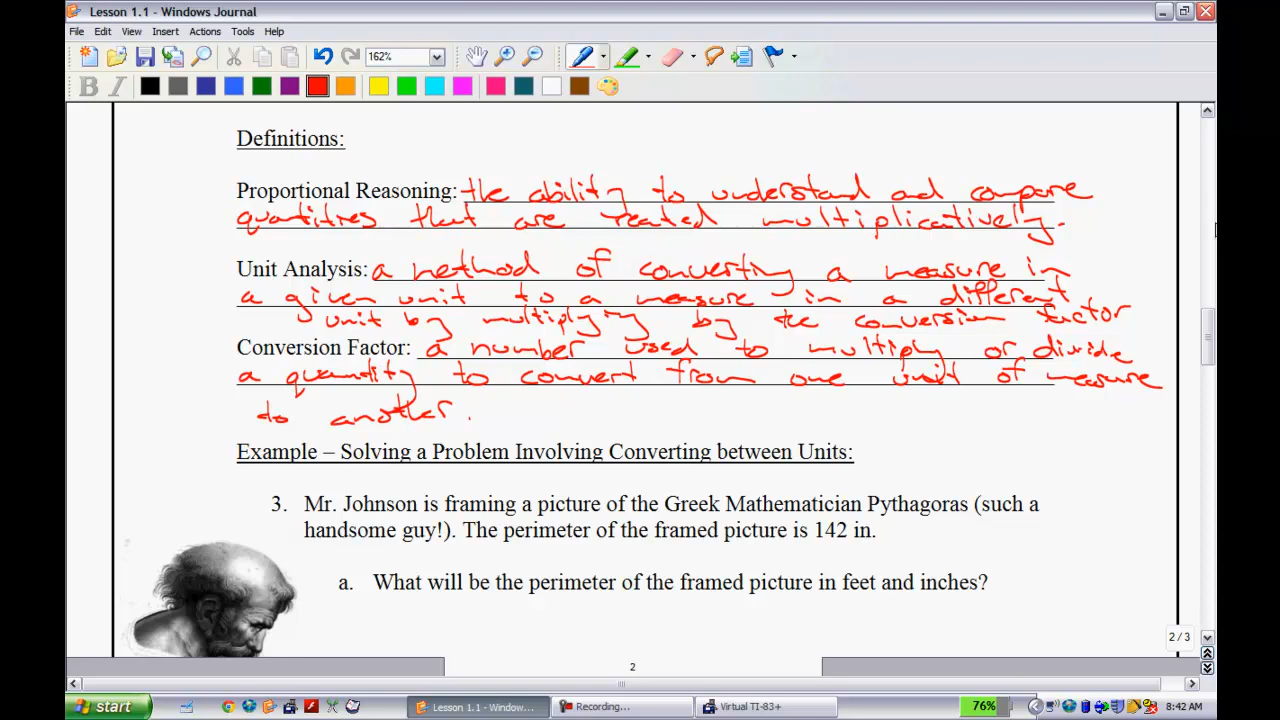 Lesson 1.1 - Windows Journal
File Edit View Insert Actions Tools Help
162%
B I
Definitions:
Proportional Reasoning: the ability to understand and compare
quantities that are related multiplicatively.
Unit Analysis: a method of converting a measure in
a given unit to a measure in a different
unit by multiplying by the conversion factor
Conversion Factor: a number used to multiply or divide
a quantity to convert from one unit of measure
to another.
Example – Solving a Problem Involving Converting between Units:
3. Mr. Johnson is framing a picture of the Greek Mathematician Pythagoras (such a
handsome guy!). The perimeter of the framed picture is 142 in.
a. What will be the perimeter of the framed picture in feet and inches?
2 / 3
2
start Lesson 1.1 - Window... Recording... Virtual TI-83+ 76% 8:42 AM